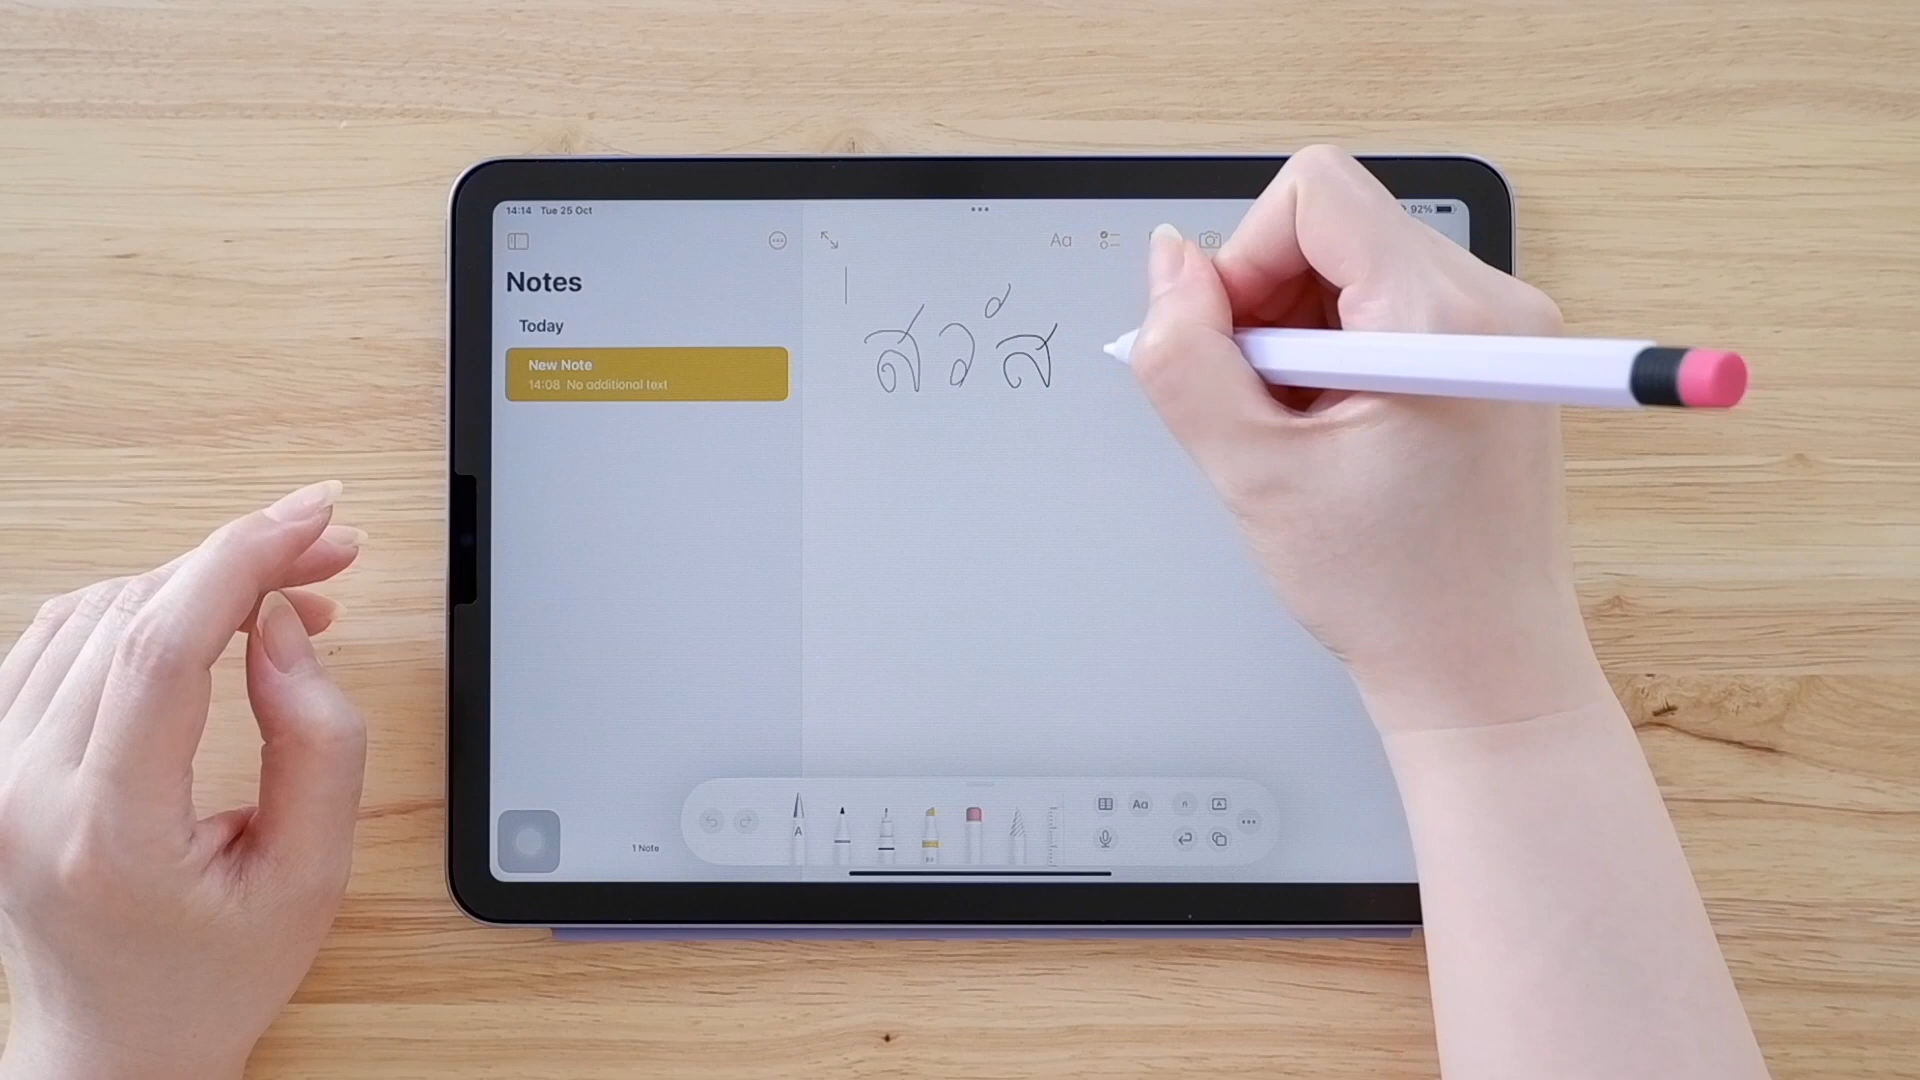 14:14 Tue 25 Oct
92%
Aa
Notes
Today
New Note
14:08 No additional text
สวัส
1 Note
A
Aa
A